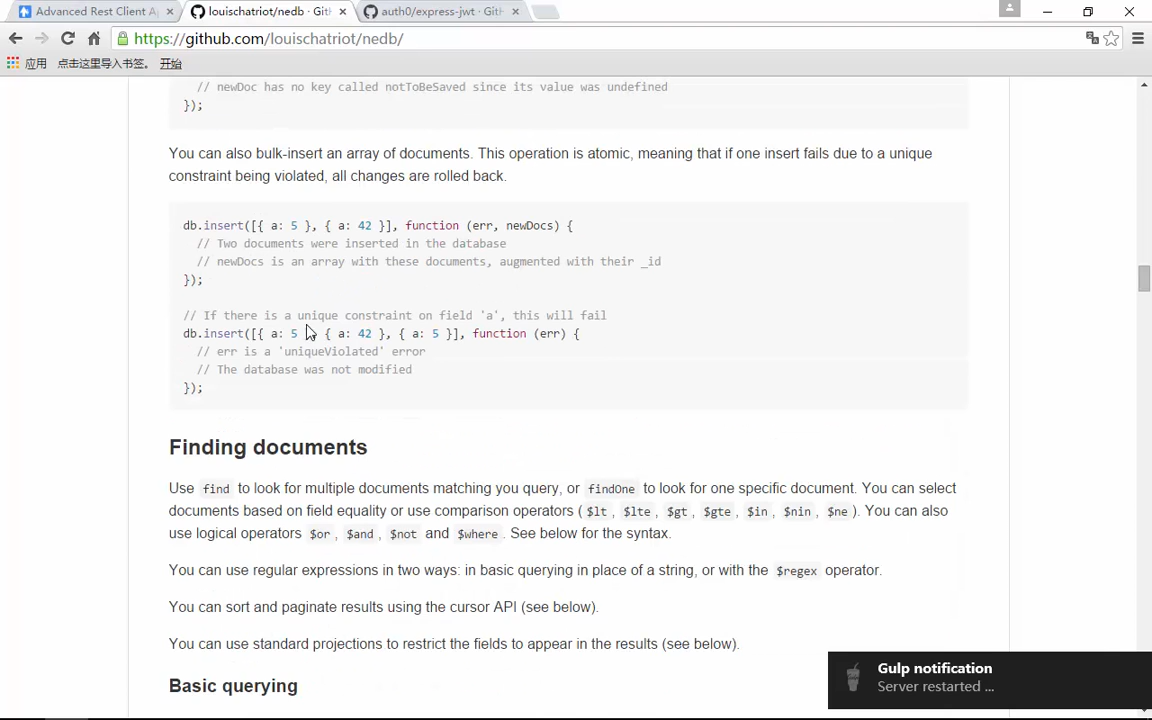 Advanced Rest Client A
louischatriot/nedb · Git
auth0/express-jwt · Git
https://github.com/louischatriot/nedb/
应用 点击这里导入书签。 开始
// newDoc has no key called notToBeSaved since its value was undefined
});
You can also bulk-insert an array of documents. This operation is atomic, meaning that if one insert fails due to a unique
constraint being violated, all changes are rolled back.
db.insert([{ a: 5 }, { a: 42 }], function (err, newDocs) {
// Two documents were inserted in the database
// newDocs is an array with these documents, augmented with their _id
});
// If there is a unique constraint on field 'a', this will fail
db.insert([{ a: 5 }, { a: 42 }, { a: 5 }], function (err) {
// err is a 'uniqueViolated' error
// The database was not modified
});
Finding documents
Use find to look for multiple documents matching you query, or findOne to look for one specific document. You can select
documents based on field equality or use comparison operators ( $lt , $lte , $gt , $gte , $in , $nin , $ne ). You can also
use logical operators $or , $and , $not and $where . See below for the syntax.
You can use regular expressions in two ways: in basic querying in place of a string, or with the $regex operator.
You can sort and paginate results using the cursor API (see below).
You can use standard projections to restrict the fields to appear in the results (see below).
Basic querying
Gulp notification
Server restarted ...